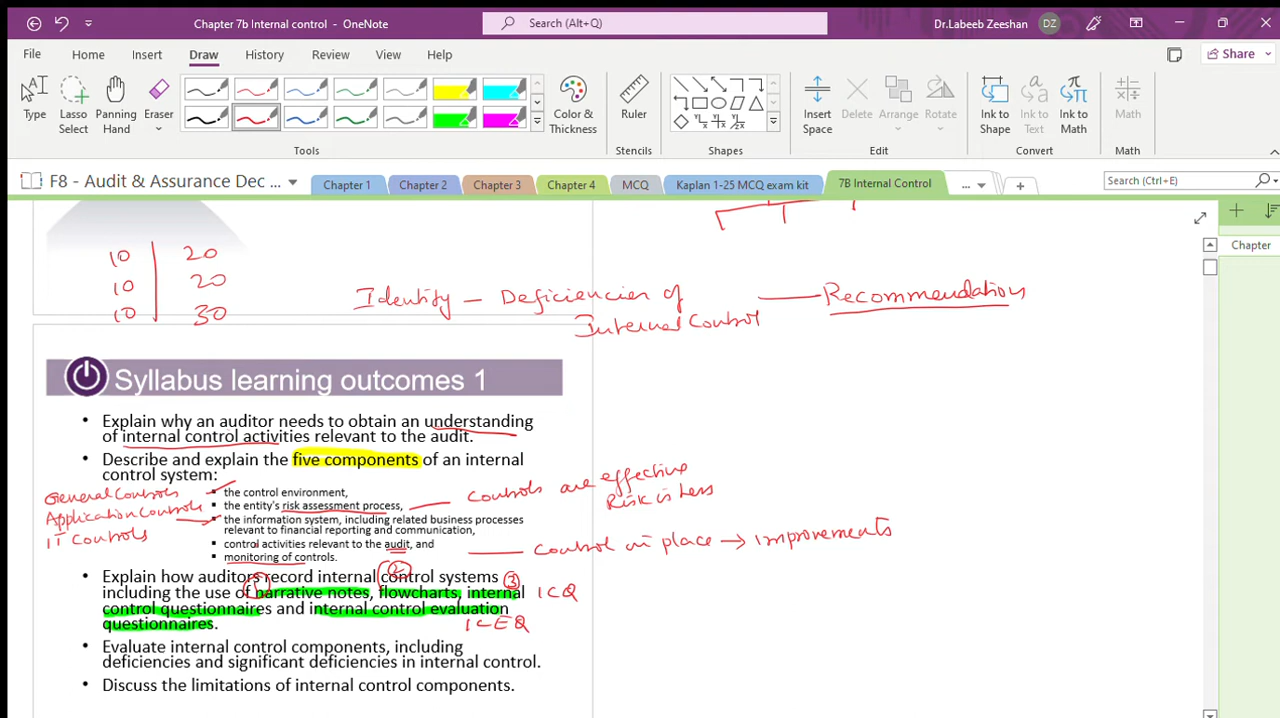 Chapter 7b Internal control - OneNote
Search (Alt+Q)
Dr.Labeeb Zeeshan
DZ
File
Home
Insert
Draw
History
Review
View
Help
Share
Type
Lasso Select
Panning Hand
Eraser
Color & Thickness
Ruler
Insert Space
Delete
Arrange
Rotate
Ink to Shape
Ink to Text
Ink to Math
Math
Tools
Stencils
Shapes
Edit
Convert
Math
F8 - Audit & Assurance Dec ...
Chapter 1
Chapter 2
Chapter 3
Chapter 4
MCQ
Kaplan 1-25 MCQ exam kit
7B Internal Control
...
Search (Ctrl+E)
Chapter
10 20
10 20
10 30
Identity - Deficiencies of Internal Control — Recommendations
Syllabus learning outcomes 1
• Explain why an auditor needs to obtain an understanding
of internal control activities relevant to the audit.
• Describe and explain the five components of an internal
control system:
General Controls
Application Controls
IT Controls
▪ the control environment,
▪ the entity's risk assessment process,
▪ the information system, including related business processes
relevant to financial reporting and communication,
▪ control activities relevant to the audit, and
▪ monitoring of controls.
Controls are effective
Risk is Less
Control in place → improvements
• Explain how auditors record internal control systems
including the use of narrative notes, flowcharts, internal
control questionnaires and internal control evaluation
questionnaires.
1
2
3
ICQ
ICEQ
• Evaluate internal control components, including
deficiencies and significant deficiencies in internal control.
• Discuss the limitations of internal control components.